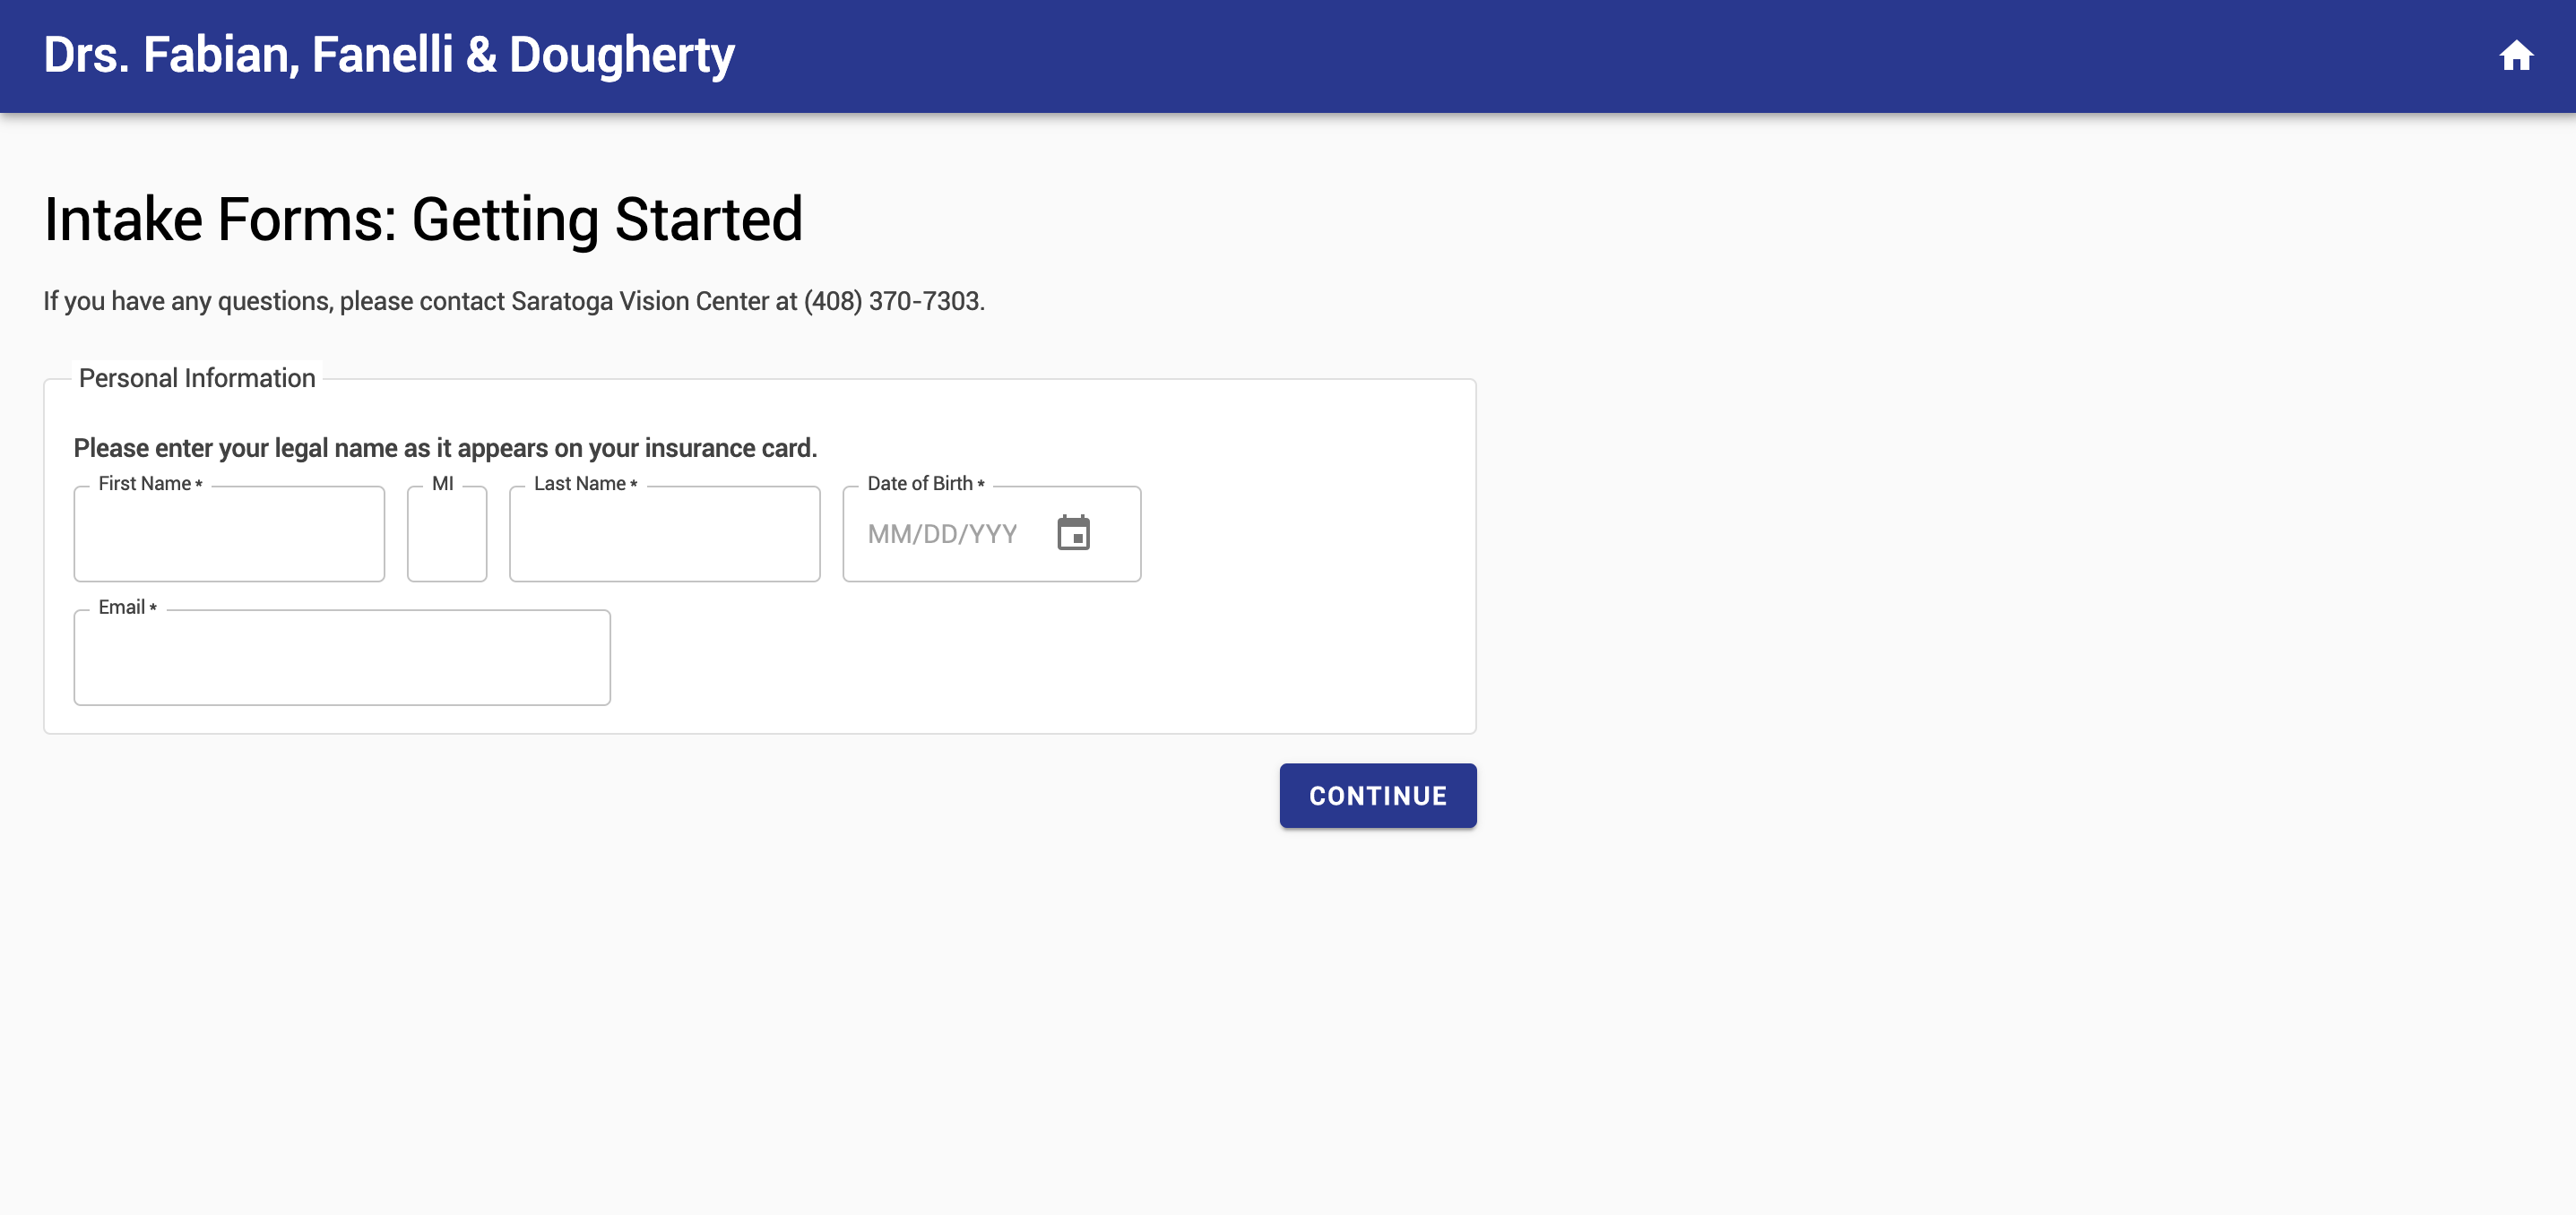 Drs. Fabian, Fanelli & Dougherty
Intake Forms: Getting Started
If you have any questions, please contact Saratoga Vision Center at (408) 370-7303.
Personal Information
Please enter your legal name as it appears on your insurance card.
First Name * MI Last Name * Date of Birth *
MM/DD/YYY
Email *
CONTINUE